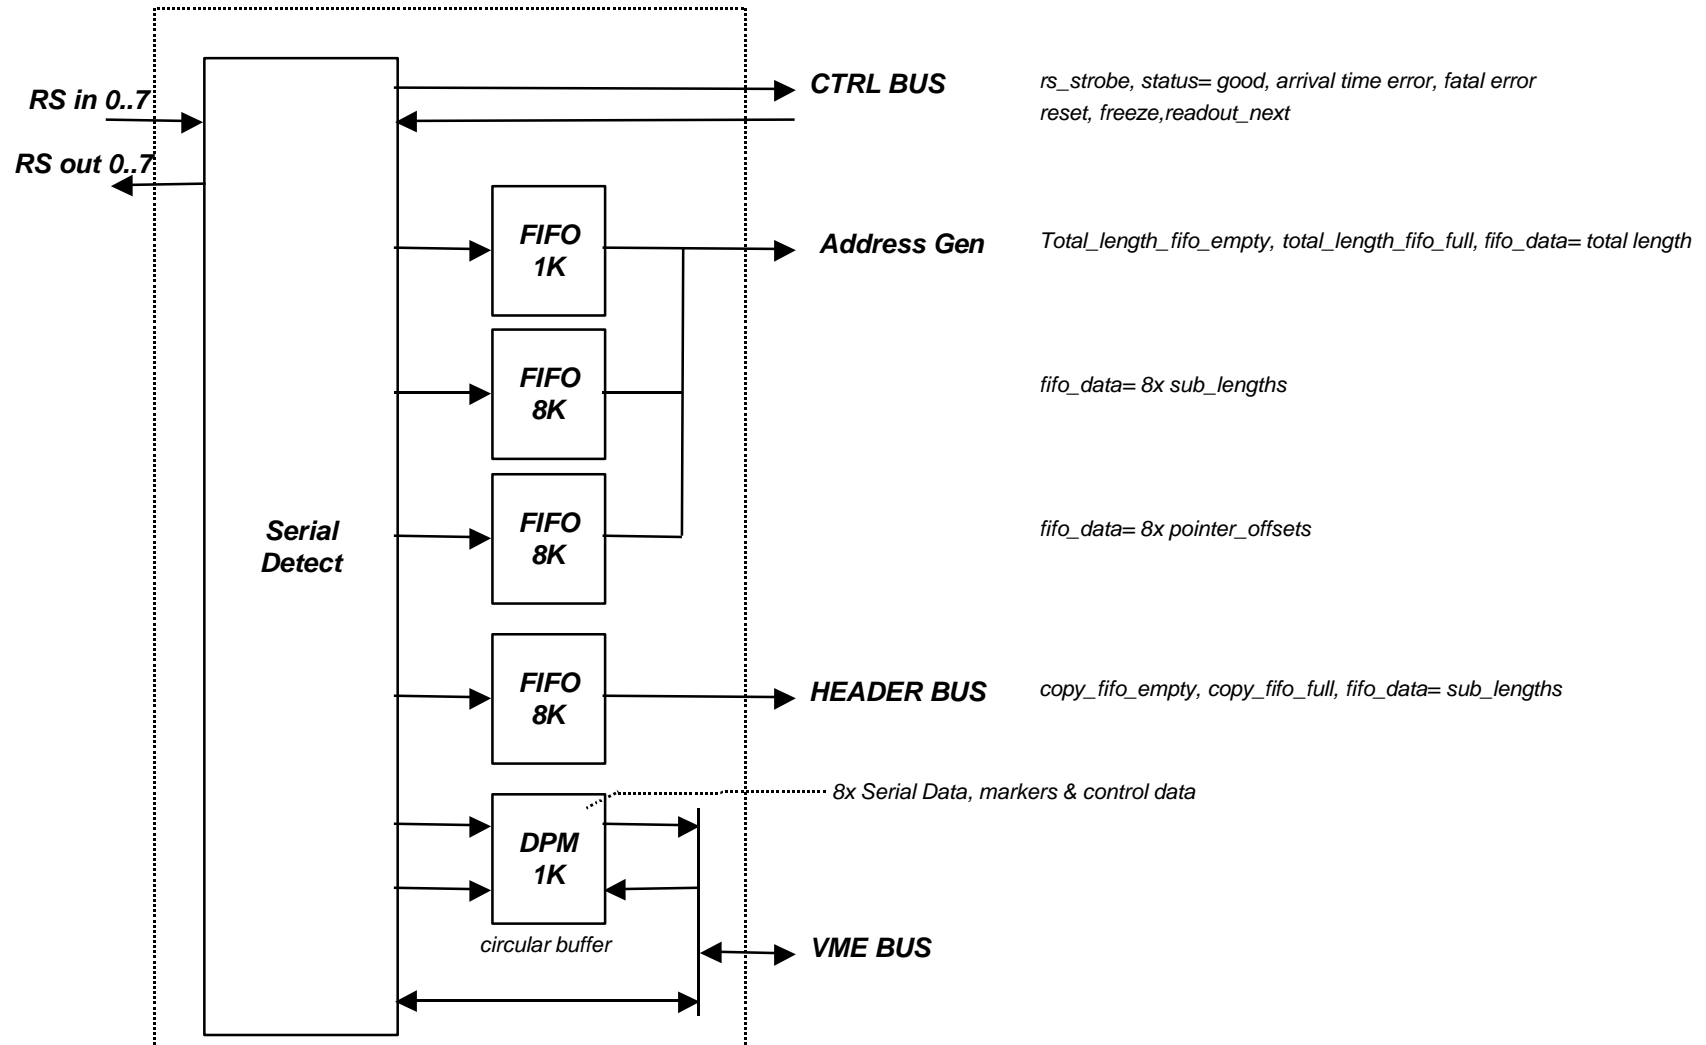 RS in 0..7
RS out 0..7
CTRL BUS
rs_strobe, status= good, arrival time error, fatal error
reset, freeze,readout_next
FIFO
1K
Address Gen
Total_length_fifo_empty, total_length_fifo_full, fifo_data= total length
FIFO
8K
fifo_data= 8x sub_lengths
Serial
Detect
FIFO
8K
fifo_data= 8x pointer_offsets
FIFO
8K
HEADER BUS
copy_fifo_empty, copy_fifo_full, fifo_data= sub_lengths
8x Serial Data, markers & control data
DPM
1K
circular buffer
VME BUS